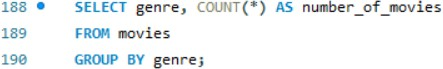 188 SELECT genre, COUNT(*) AS number_of_movies
189 FROM movies
190 GROUP BY genre;